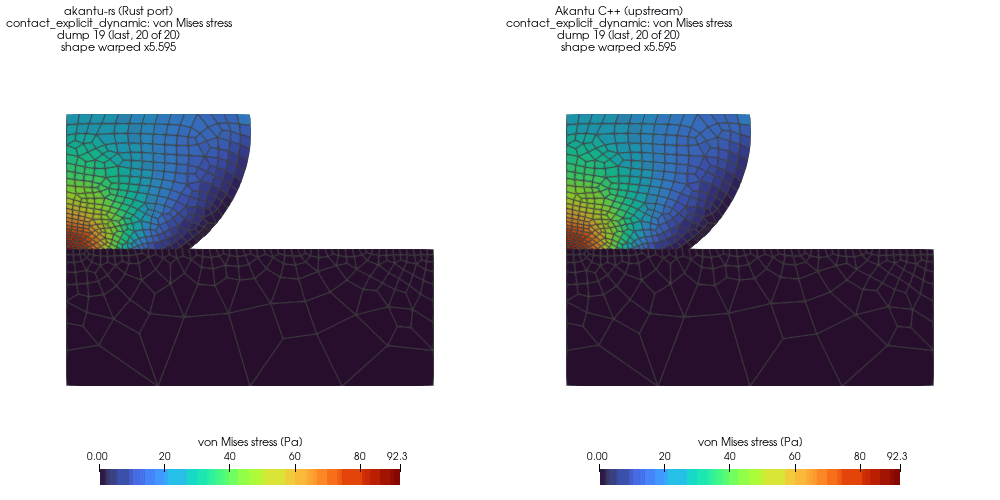 akantu-rs (Rust port)
contact_explicit_dynamic: von Mises stress
dump 19 (last, 20 of 20)
shape warped x5.595
Akantu C++ (upstream)
contact_explicit_dynamic: von Mises stress
dump 19 (last, 20 of 20)
shape warped x5.595
von Mises stress [Pa]
0.00 20 40 60 80 92.3
von Mises stress [Pa]
0.00 20 40 60 80 92.3